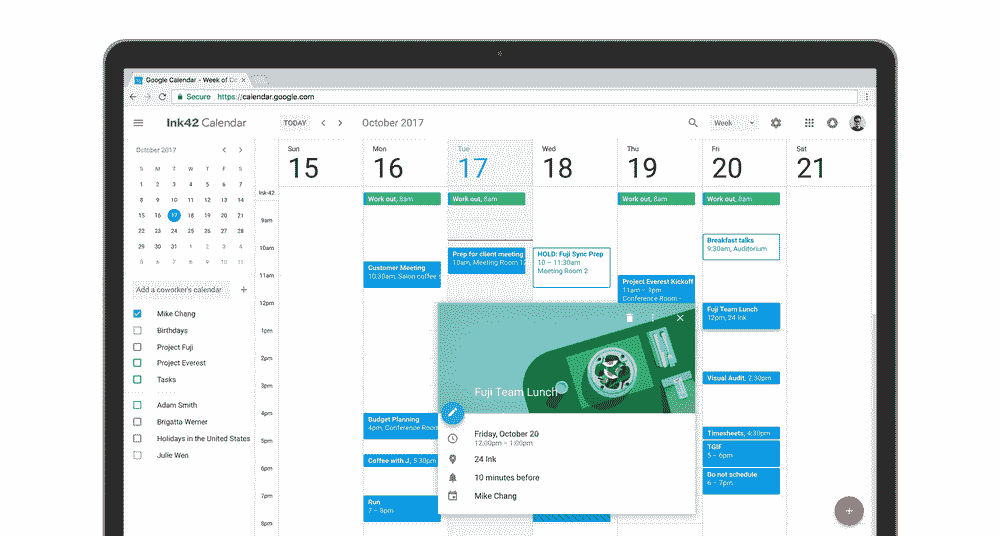 Google Calendar - Week of Oc
Secure https://calendar.google.com
Ink42 Calendar TODAY October 2017 Week
October 2017
S M T W T F S
1 2 3 4 5 6 7
8 9 10 11 12 13 14
15 16 17 18 19 20 21
22 23 24 25 26 27 28
29 30 31 1 2 3 4
5 6 7 8 9 10 11
Add a coworker's calendar +
Mike Chang
Birthdays
Project Fuji
Project Everest
Tasks
Adam Smith
Brigatta Werner
Holidays in the United States
Julie Wen
Sun Mon Tue Wed Thu Fri Sat
15 16 17 18 19 20 21
Ink42
9am
10am
11am
12pm
1pm
2pm
3pm
4pm
5pm
6pm
7pm
8pm
Work out, 8am
Customer Meeting
10:30am, Salon coffee s
Budget Planning
4pm, Conference Room
Coffee with J, 5:30pm
Run
7 – 8pm
Work out, 8am
Prep for client meeting
10am, Meeting Room 12
HOLD: Fuji Sync Prep
10 – 11:30am
Meeting Room 2
Work out, 8am
Project Everest Kickoff
11am – 1pm
Conference Room -
Work out, 8am
Breakfast talks
9:30am, Auditorium
Fuji Team Lunch
12pm, 24 Ink
Visual Audit, 2:30pm
Timesheets, 4:30pm
TGIF
5 – 6pm
Do not schedule
6 – 7pm
Fuji Team Lunch
Friday, October 20
12:00pm – 1:00pm
24 Ink
10 minutes before
Mike Chang
+